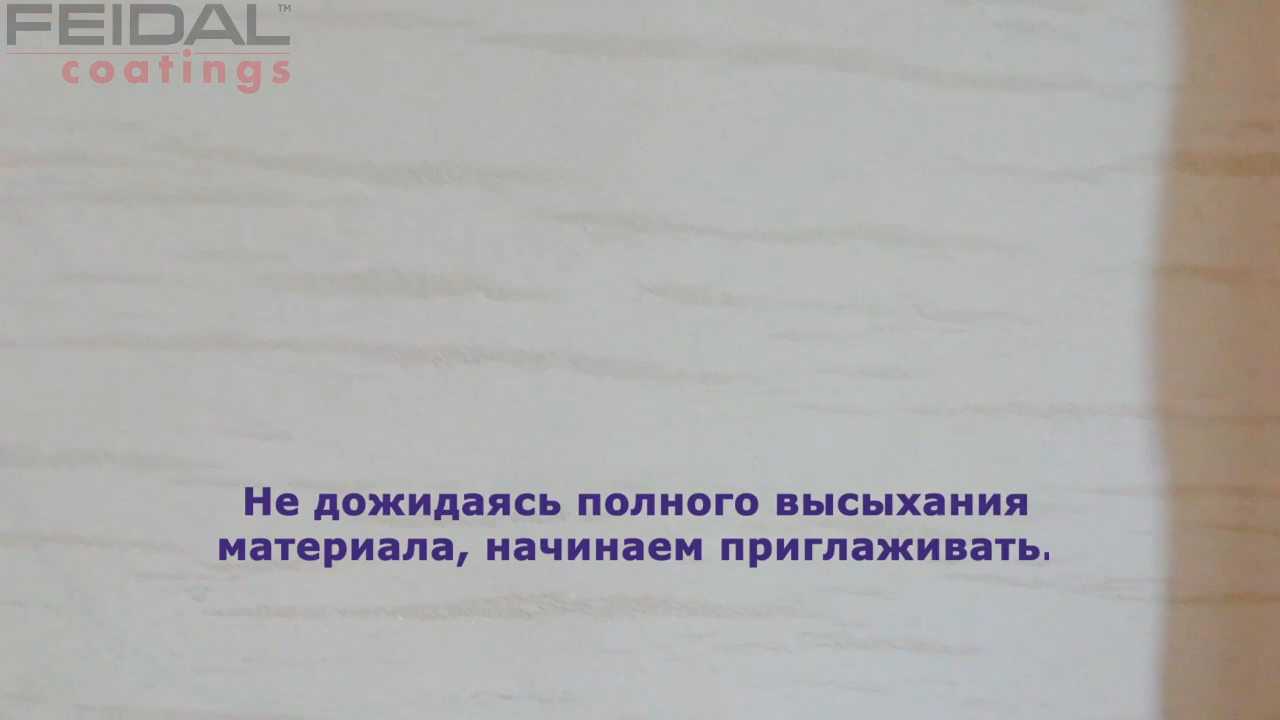 FEIDAL™
coatings
Не дожидаясь полного высыхания
материала, начинаем приглаживать.